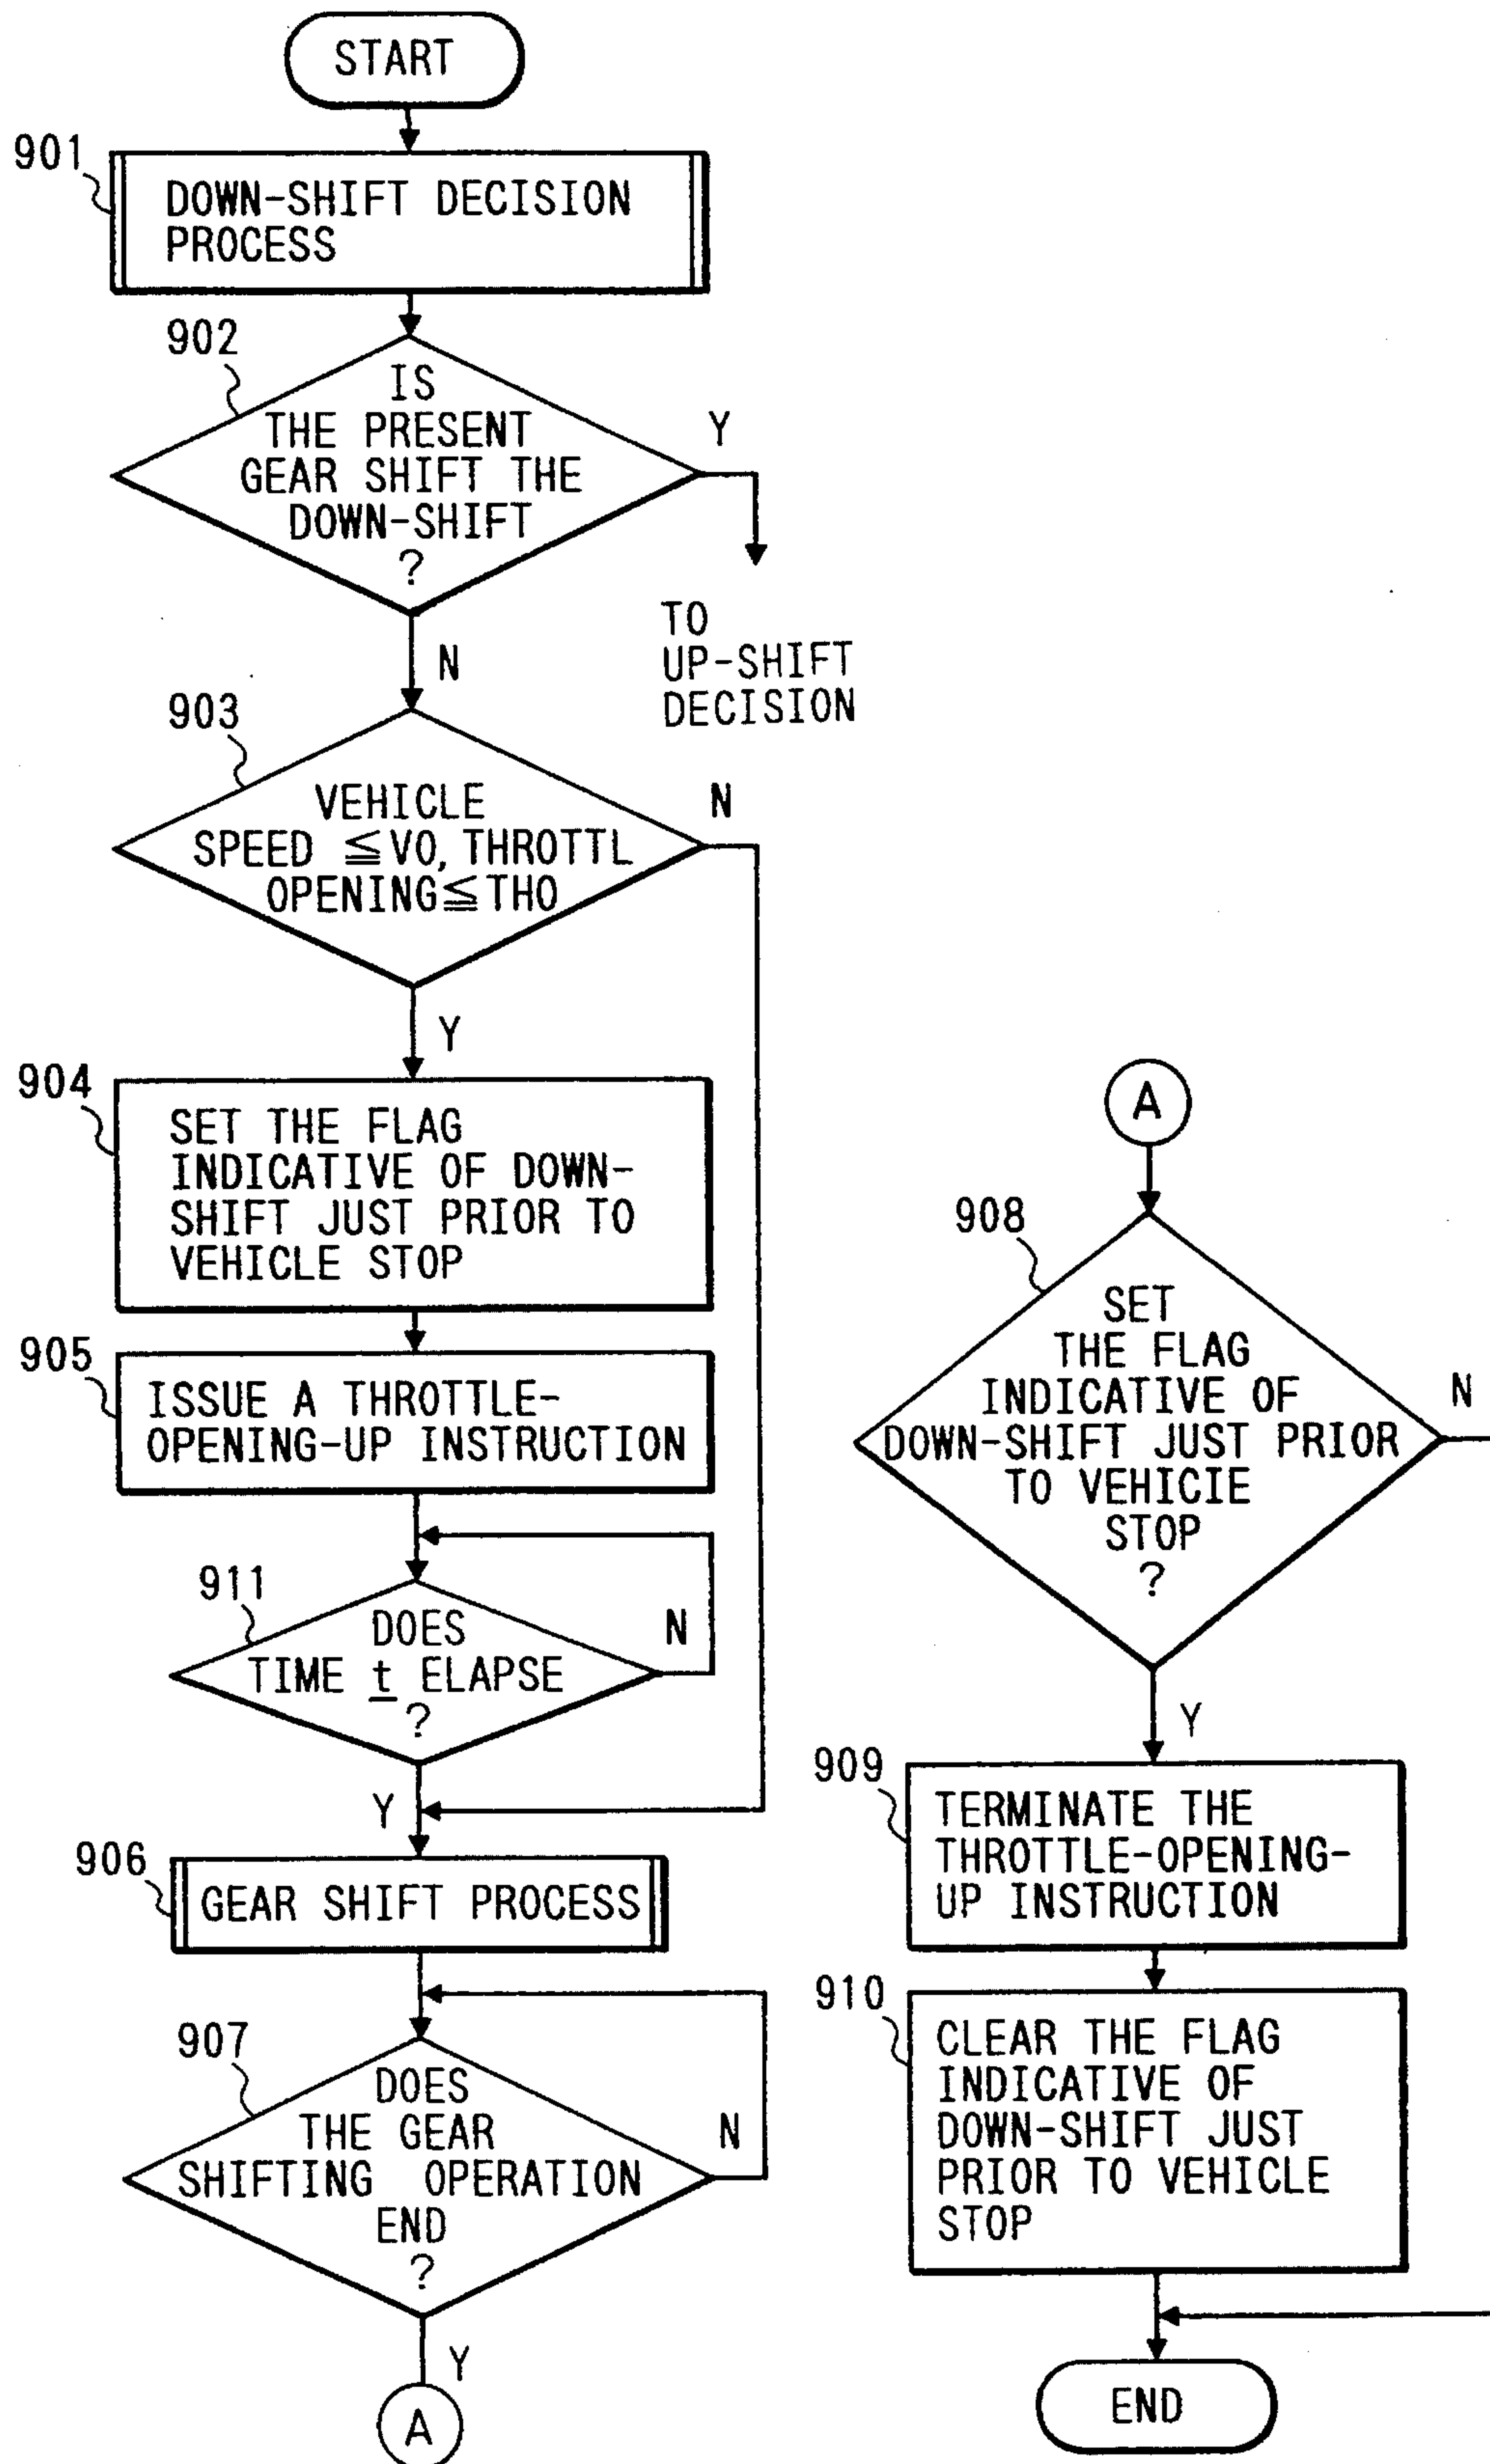 START
901
DOWN-SHIFT DECISION
PROCESS
902
IS
THE PRESENT
GEAR SHIFT THE
DOWN-SHIFT
?
Y
TO
UP-SHIFT
DECISION
N
903
VEHICLE
SPEED ≦V0, THROTTL
OPENING≦TH0
N
Y
904
SET THE FLAG
INDICATIVE OF DOWN-
SHIFT JUST PRIOR TO
VEHICLE STOP
905
ISSUE A THROTTLE-
OPENING-UP INSTRUCTION
911
DOES
TIME t ELAPSE
?
N
Y
906
GEAR SHIFT PROCESS
907
DOES
THE GEAR
SHIFTING OPERATION
END
?
N
Y
A
A
908
SET
THE FLAG
INDICATIVE OF
DOWN-SHIFT JUST PRIOR
TO VEHICIE
STOP
?
N
Y
909
TERMINATE THE
THROTTLE-OPENING-
UP INSTRUCTION
910
CLEAR THE FLAG
INDICATIVE OF
DOWN-SHIFT JUST
PRIOR TO VEHICLE
STOP
END